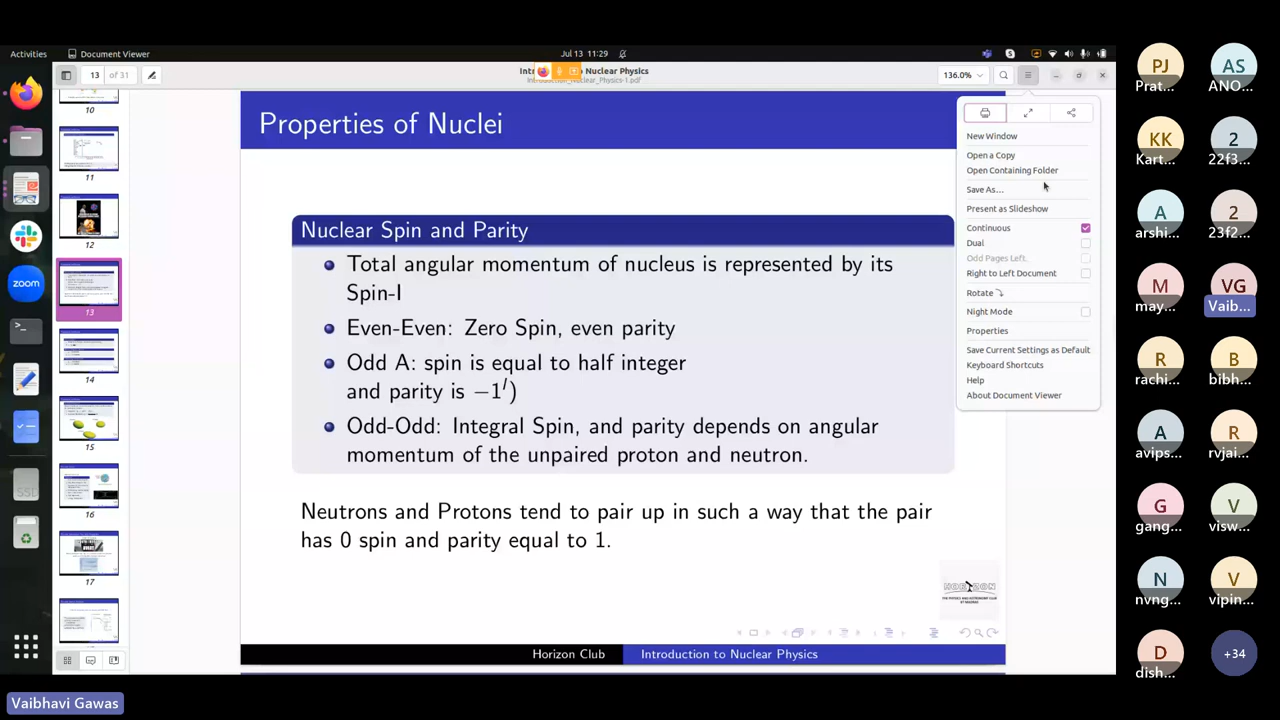 Activities
Document Viewer
Jul 13 11:29
13 of 31
Introduction to Nuclear Physics
Introduction_Nuclear_Physics-1.pdf
136.0%
10
11
12
13
14
15
16
17
zoom
SSD
Properties of Nuclei
Nuclear Spin and Parity
Total angular momentum of nucleus is represented by its
Spin-I
Even-Even: Zero Spin, even parity
Odd A: spin is equal to half integer
and parity is −1^l)
Odd-Odd: Integral Spin, and parity depends on angular
momentum of the unpaired proton and neutron.
Neutrons and Protons tend to pair up in such a way that the pair
has 0 spin and parity equal to 1.
HORIZON
THE PHYSICS AND ASTRONOMY CLUB
Horizon Club
Introduction to Nuclear Physics
New Window
Open a Copy
Open Containing Folder
Save As...
Present as Slideshow
Continuous
Dual
Odd Pages Left
Right to Left Document
Rotate
Night Mode
Properties
Save Current Settings as Default
Keyboard Shortcuts
Help
About Document Viewer
PJ
Prat...
AS
ANO...
KK
Kart...
2
22f3...
A
arshi...
2
23f2...
M
may...
VG
Vaib...
R
rachi...
B
bibh...
A
avips...
R
rvjai...
G
gang...
V
visw...
N
nvng...
V
vipin...
D
dish...
+34
Vaibhavi Gawas